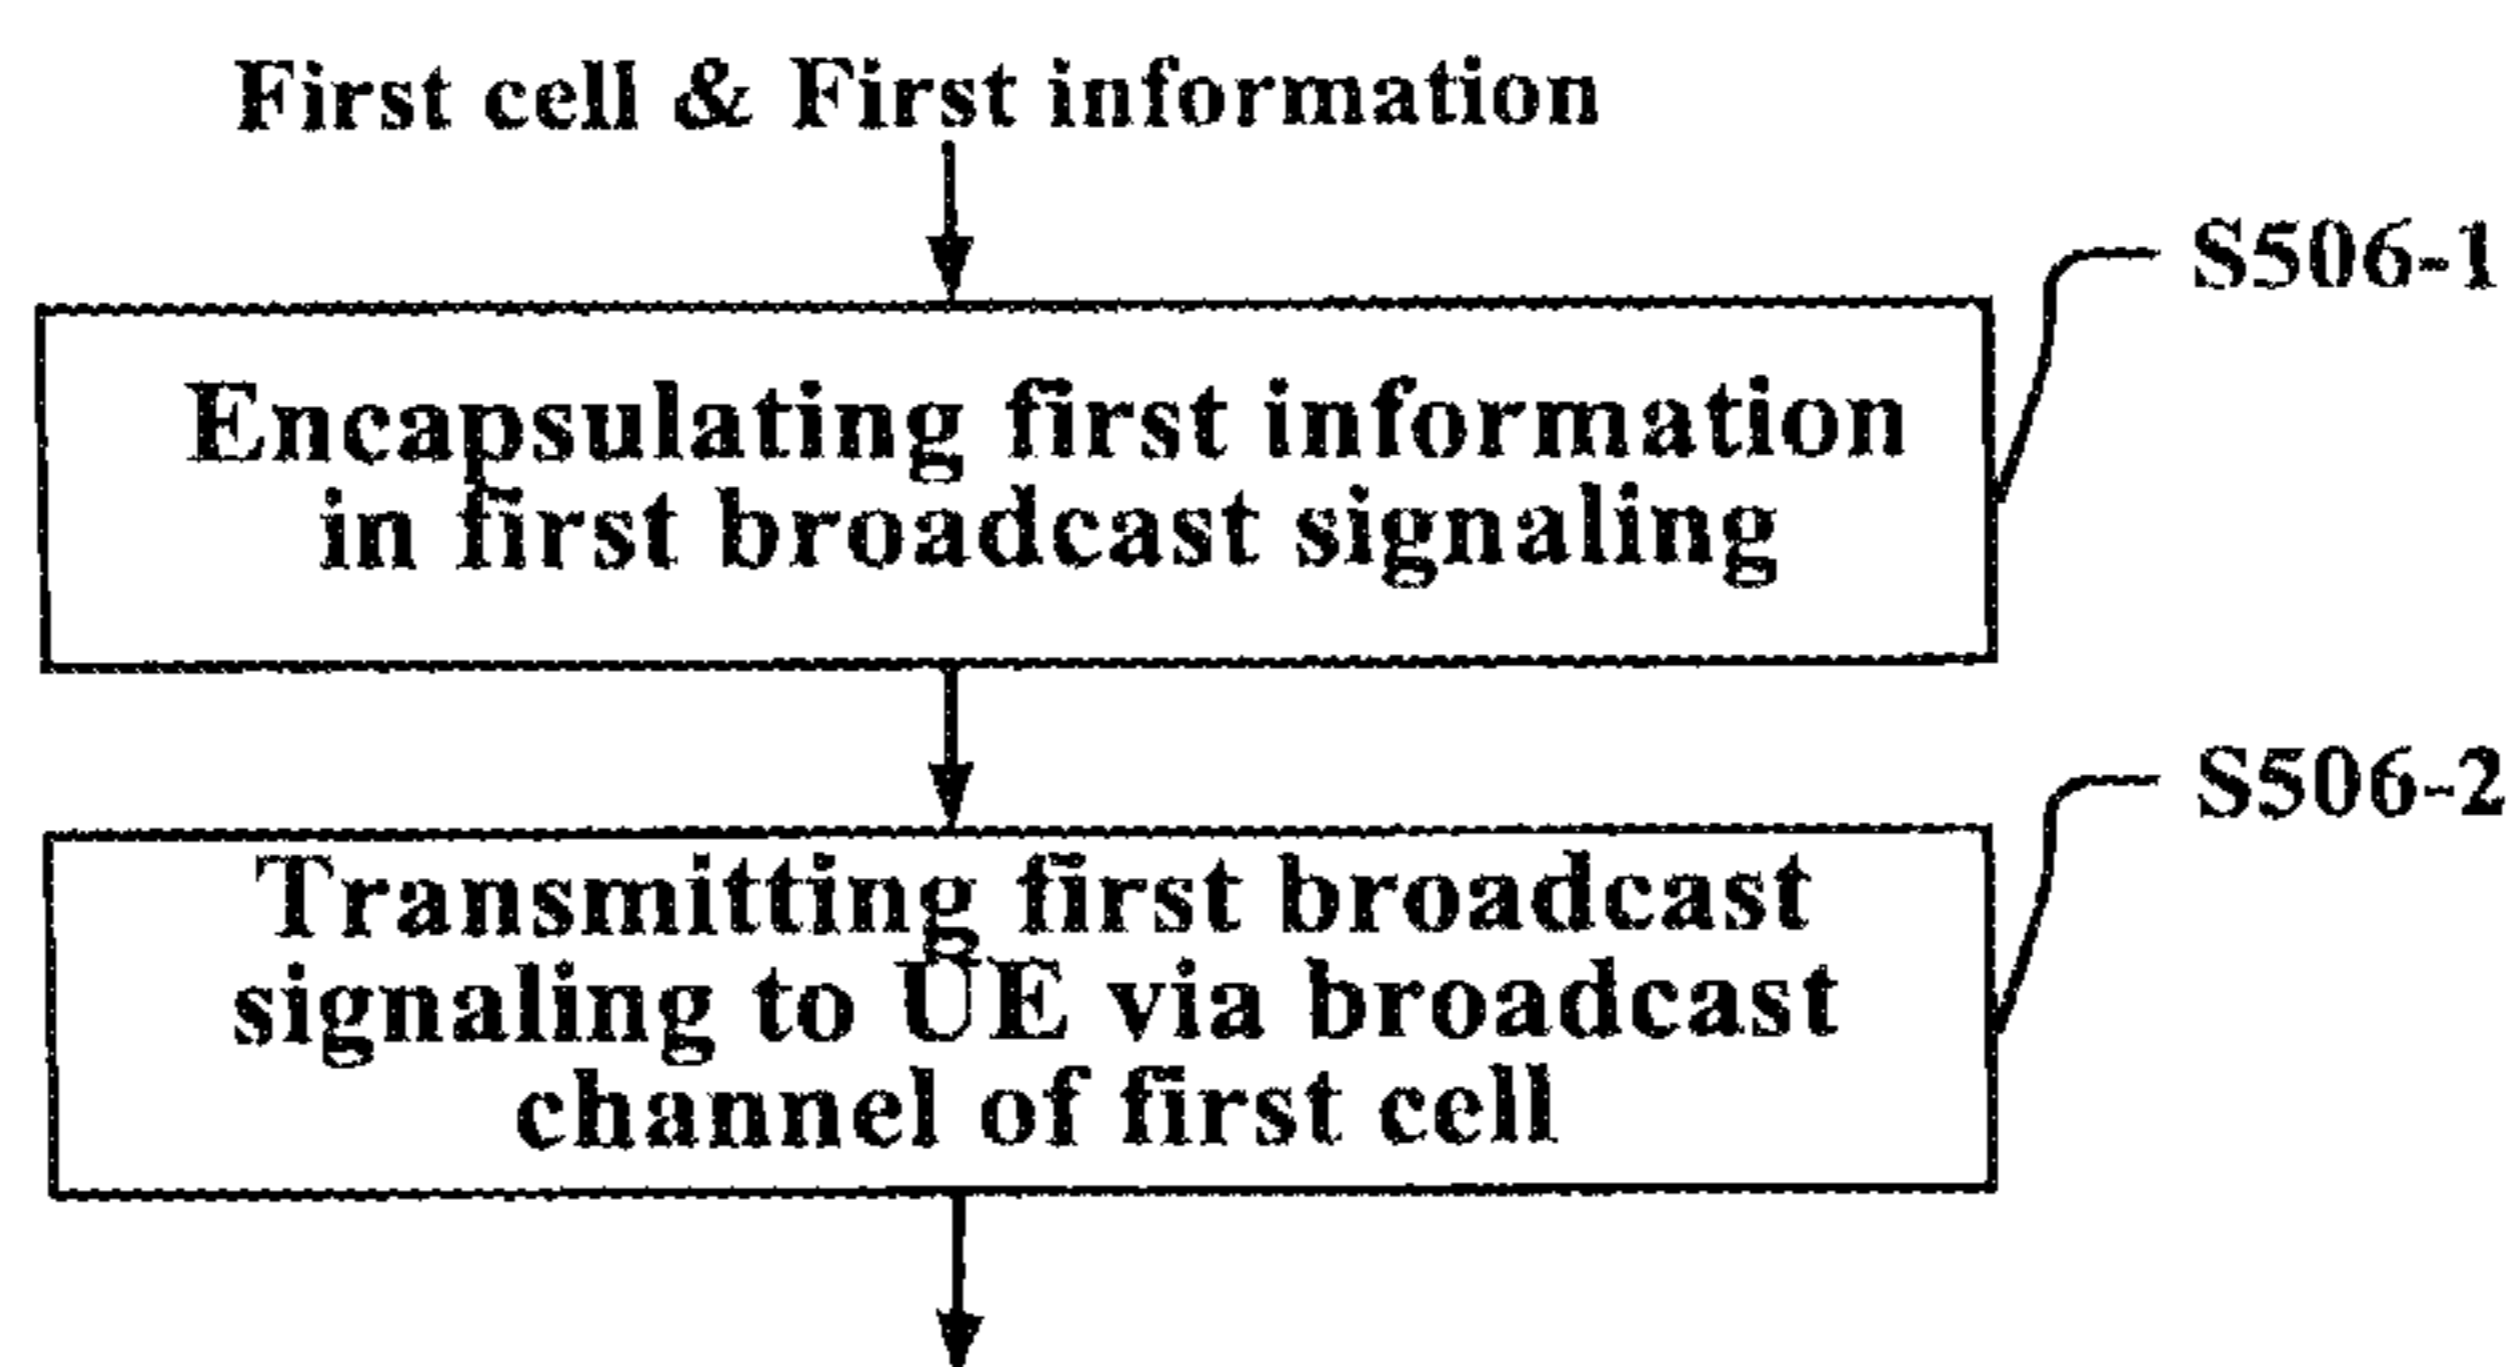 First cell & First information
S506-1
Encapsulating first information
in first broadcast signaling
S506-2
Transmitting first broadcast
signaling to UE via broadcast
channel of first cell